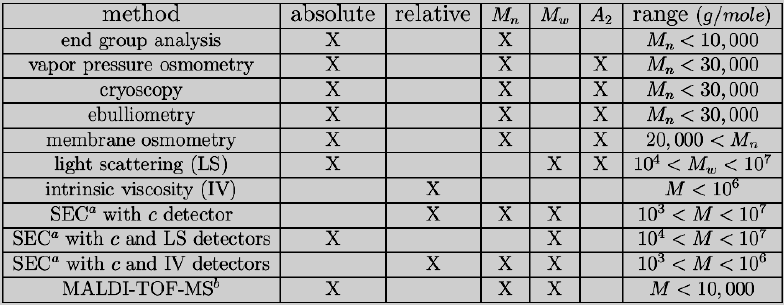 method absolute relative Mn Mw A2 range (g/mole)
end group analysis X X Mn < 10,000
vapor pressure osmometry X X X Mn < 30,000
cryoscopy X X X Mn < 30,000
ebulliometry X X X Mn < 30,000
membrane osmometry X X X 20,000 < Mn
light scattering (LS) X X X 10^4 < Mw < 10^7
intrinsic viscosity (IV) X M < 10^6
SEC^a with c detector X X X 10^3 < M < 10^7
SEC^a with c and LS detectors X X 10^4 < M < 10^7
SEC^a with c and IV detectors X X X 10^3 < M < 10^6
MALDI-TOF-MS^b X X X M < 10,000